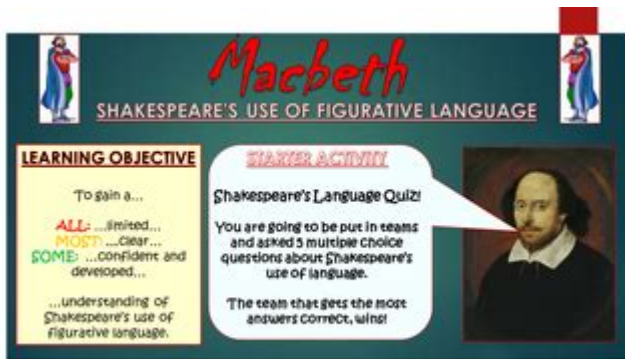 Macbeth
SHAKESPEARE'S USE OF FIGURATIVE LANGUAGE
LEARNING OBJECTIVE
To gain a...
ALL: ...limited...
MOST: ...clear...
SOME: ...confident and
developed...
...understanding of
Shakespeare's use of
figurative language.
STARTER ACTIVITY
Shakespeare's Language Quiz!
You are going to be put in teams
and asked 5 multiple choice
questions about Shakespeare's
use of language.
The team that gets the most
answers correct, wins!